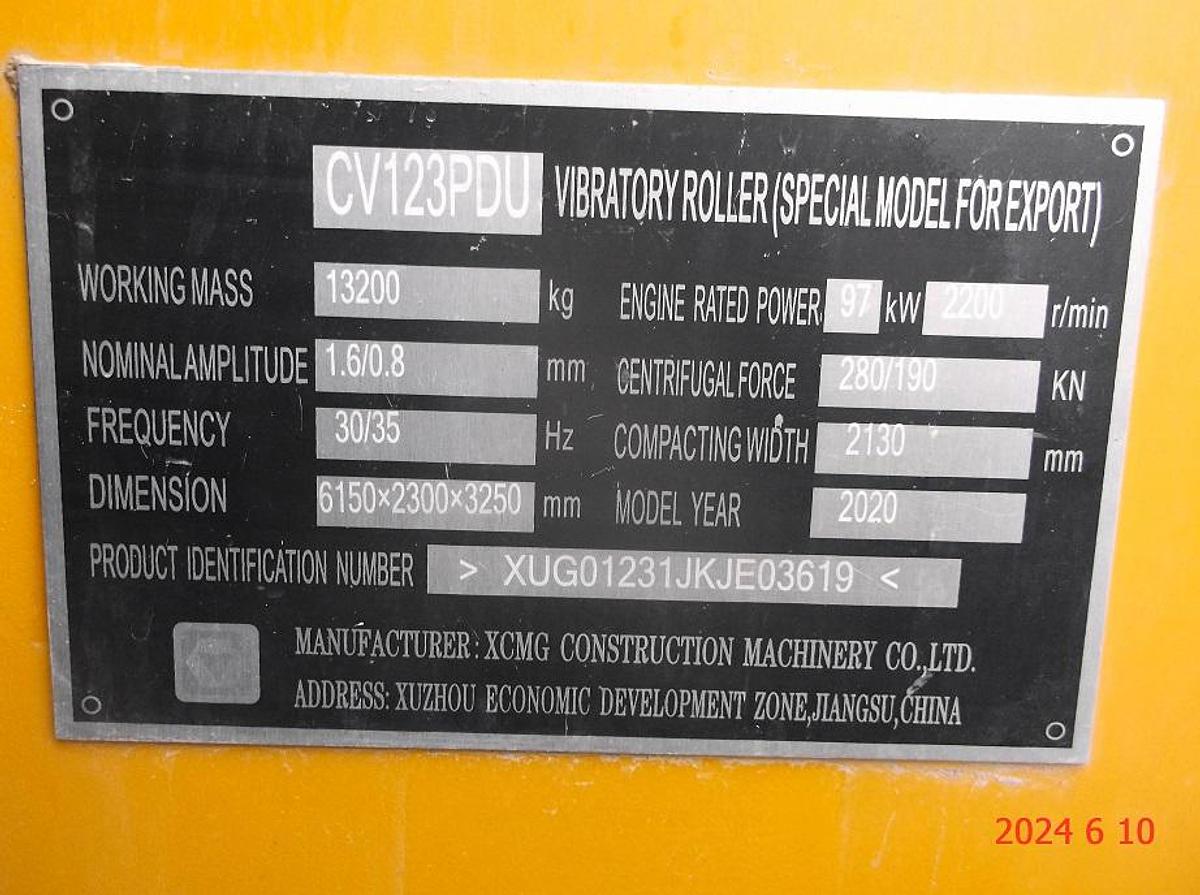 CV123PDU VIBRATORY ROLLER (SPECIAL MODEL FOR EXPORT)
WORKING MASS 13200 kg ENGINE RATED POWER 97 kW 2200 r/min
NOMINAL AMPLITUDE 1.6/0.8 mm CENTRIFUGAL FORCE 280/190 KN
FREQUENCY 30/35 Hz COMPACTING WIDTH 2130 mm
DIMENSION 6150×2300×3250 mm MODEL YEAR 2020
PRODUCT IDENTIFICATION NUMBER > XUG01231JKJE03619 <
MANUFACTURER: XCMG CONSTRUCTION MACHINERY CO.,LTD.
ADDRESS: XUZHOU ECONOMIC DEVELOPMENT ZONE,JIANGSU,CHINA
2024 6 10